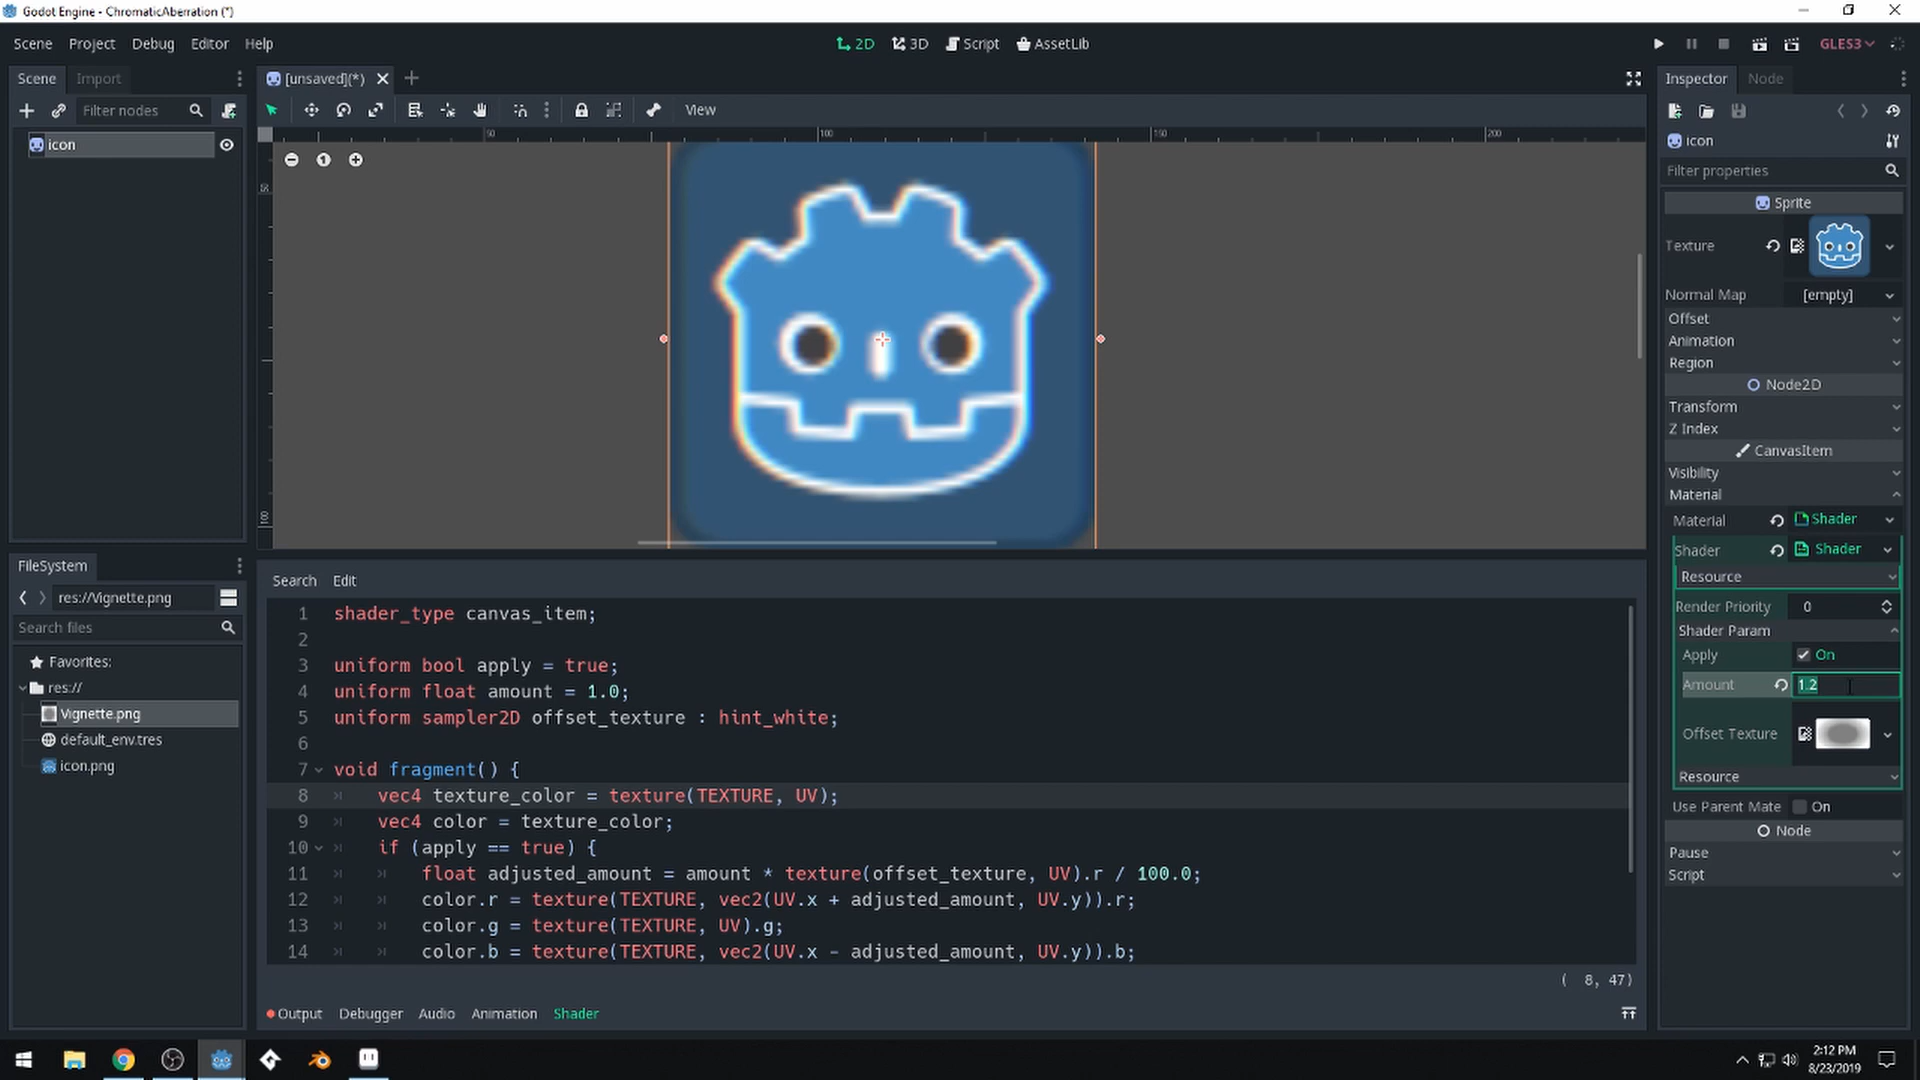 Godot Engine - ChromaticAberration (*)
Scene Project Debug Editor Help
2D 3D Script AssetLib
GLES3
Scene Import
[unsaved](*)
Inspector Node
Filter nodes
View
icon
50 100 150 200
50
100
icon
Filter properties
Sprite
Texture
Normal Map [empty]
Offset
Animation
Region
Node2D
Transform
Z Index
CanvasItem
Visibility
Material
Material Shader
Shader Shader
Resource
Render Priority 0
Shader Param
Apply On
Amount 1.2
Offset Texture
Resource
Use Parent Mate On
Node
Pause
Script
FileSystem
res://Vignette.png
Search files
Favorites:
res://
Vignette.png
default_env.tres
icon.png
Search Edit
1 shader_type canvas_item;
2
3 uniform bool apply = true;
4 uniform float amount = 1.0;
5 uniform sampler2D offset_texture : hint_white;
6
7 void fragment() {
8 vec4 texture_color = texture(TEXTURE, UV);
9 vec4 color = texture_color;
10 if (apply == true) {
11 float adjusted_amount = amount * texture(offset_texture, UV).r / 100.0;
12 color.r = texture(TEXTURE, vec2(UV.x + adjusted_amount, UV.y)).r;
13 color.g = texture(TEXTURE, UV).g;
14 color.b = texture(TEXTURE, vec2(UV.x - adjusted_amount, UV.y)).b;
( 8, 47)
Output Debugger Audio Animation Shader
2:12 PM
8/23/2019